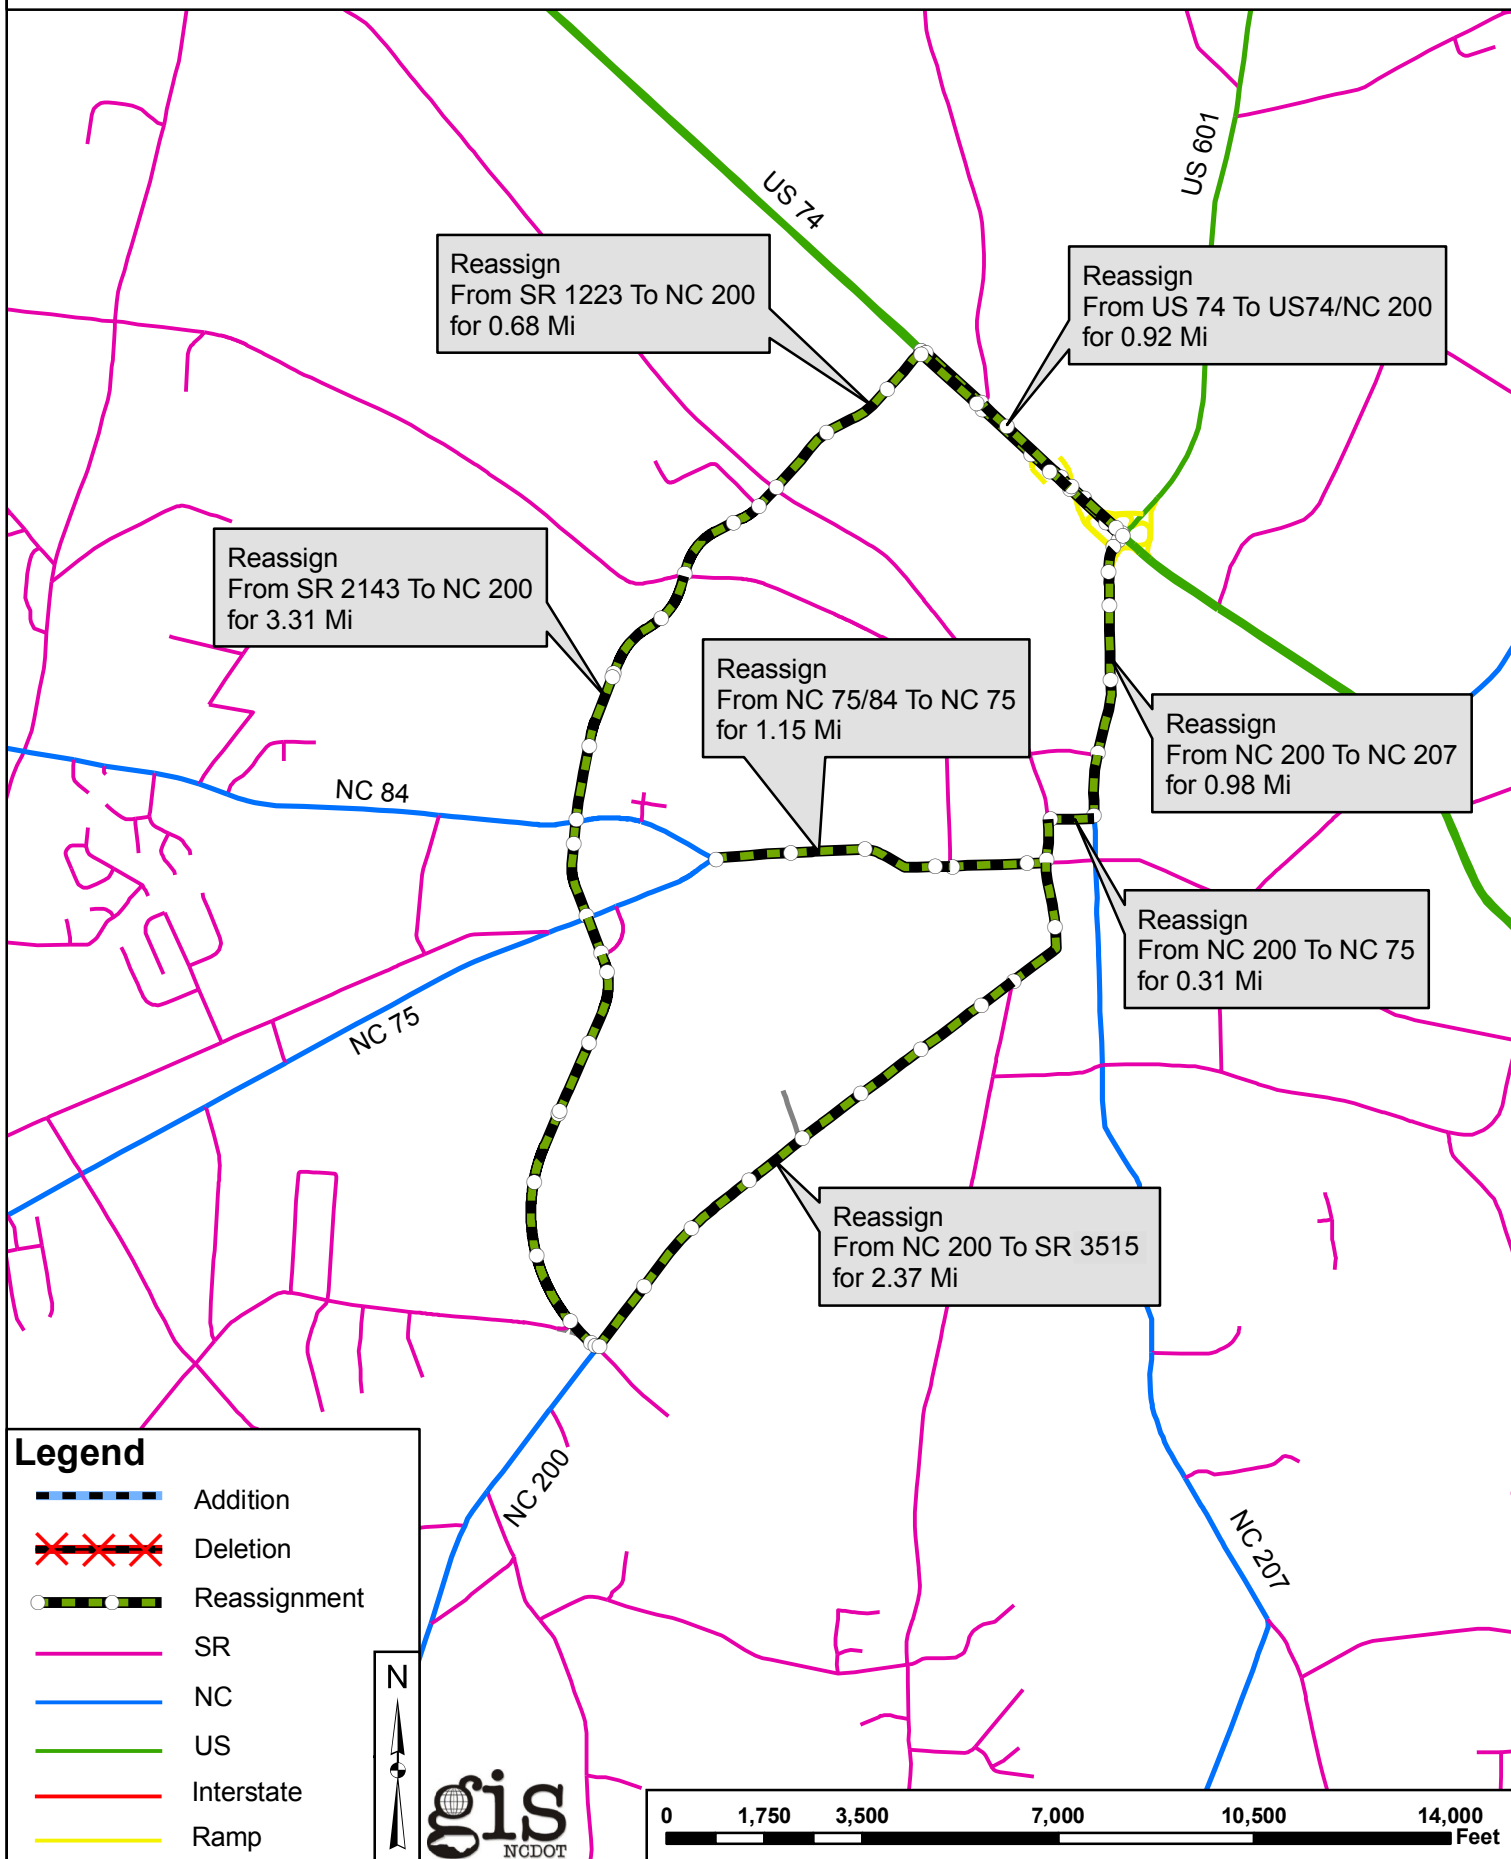 US 74
US 601
Reassign
From SR 1223 To NC 200
for 0.68 Mi
Reassign
From US 74 To US74/NC 200
for 0.92 Mi
Reassign
From SR 2143 To NC 200
for 3.31 Mi
Reassign
From NC 75/84 To NC 75
for 1.15 Mi
Reassign
From NC 200 To NC 207
for 0.98 Mi
NC 84
Reassign
From NC 200 To NC 75
for 0.31 Mi
NC 75
Reassign
From NC 200 To SR 3515
for 2.37 Mi
NC 200
NC 207
Legend
Addition
Deletion
Reassignment
SR
NC
US
Interstate
Ramp
N
gis
NCDOT
0 1,750 3,500 7,000 10,500 14,000
Feet